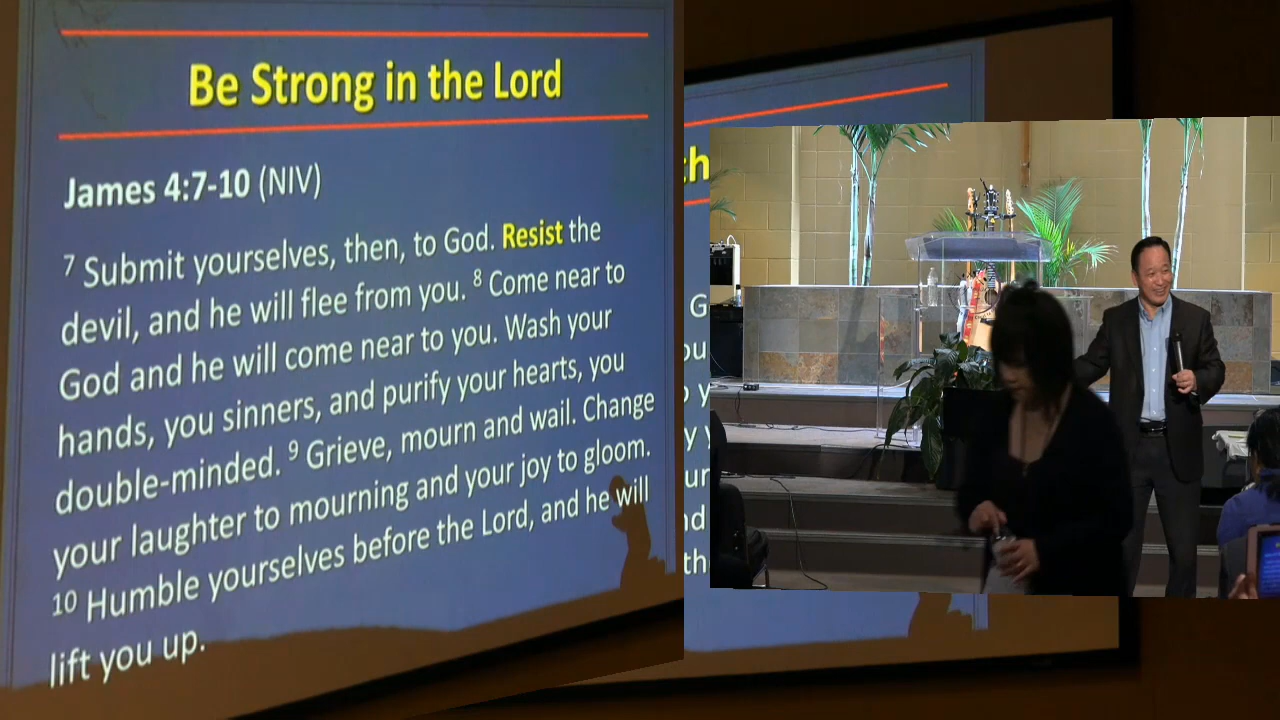 Be Strong in the Lord
James 4:7-10 (NIV)
7 Submit yourselves, then, to God. Resist the
devil, and he will flee from you. 8 Come near to
God and he will come near to you. Wash your
hands, you sinners, and purify your hearts, you
double-minded. 9 Grieve, mourn and wail. Change
your laughter to mourning and your joy to gloom.
10 Humble yourselves before the Lord, and he will
lift you up.